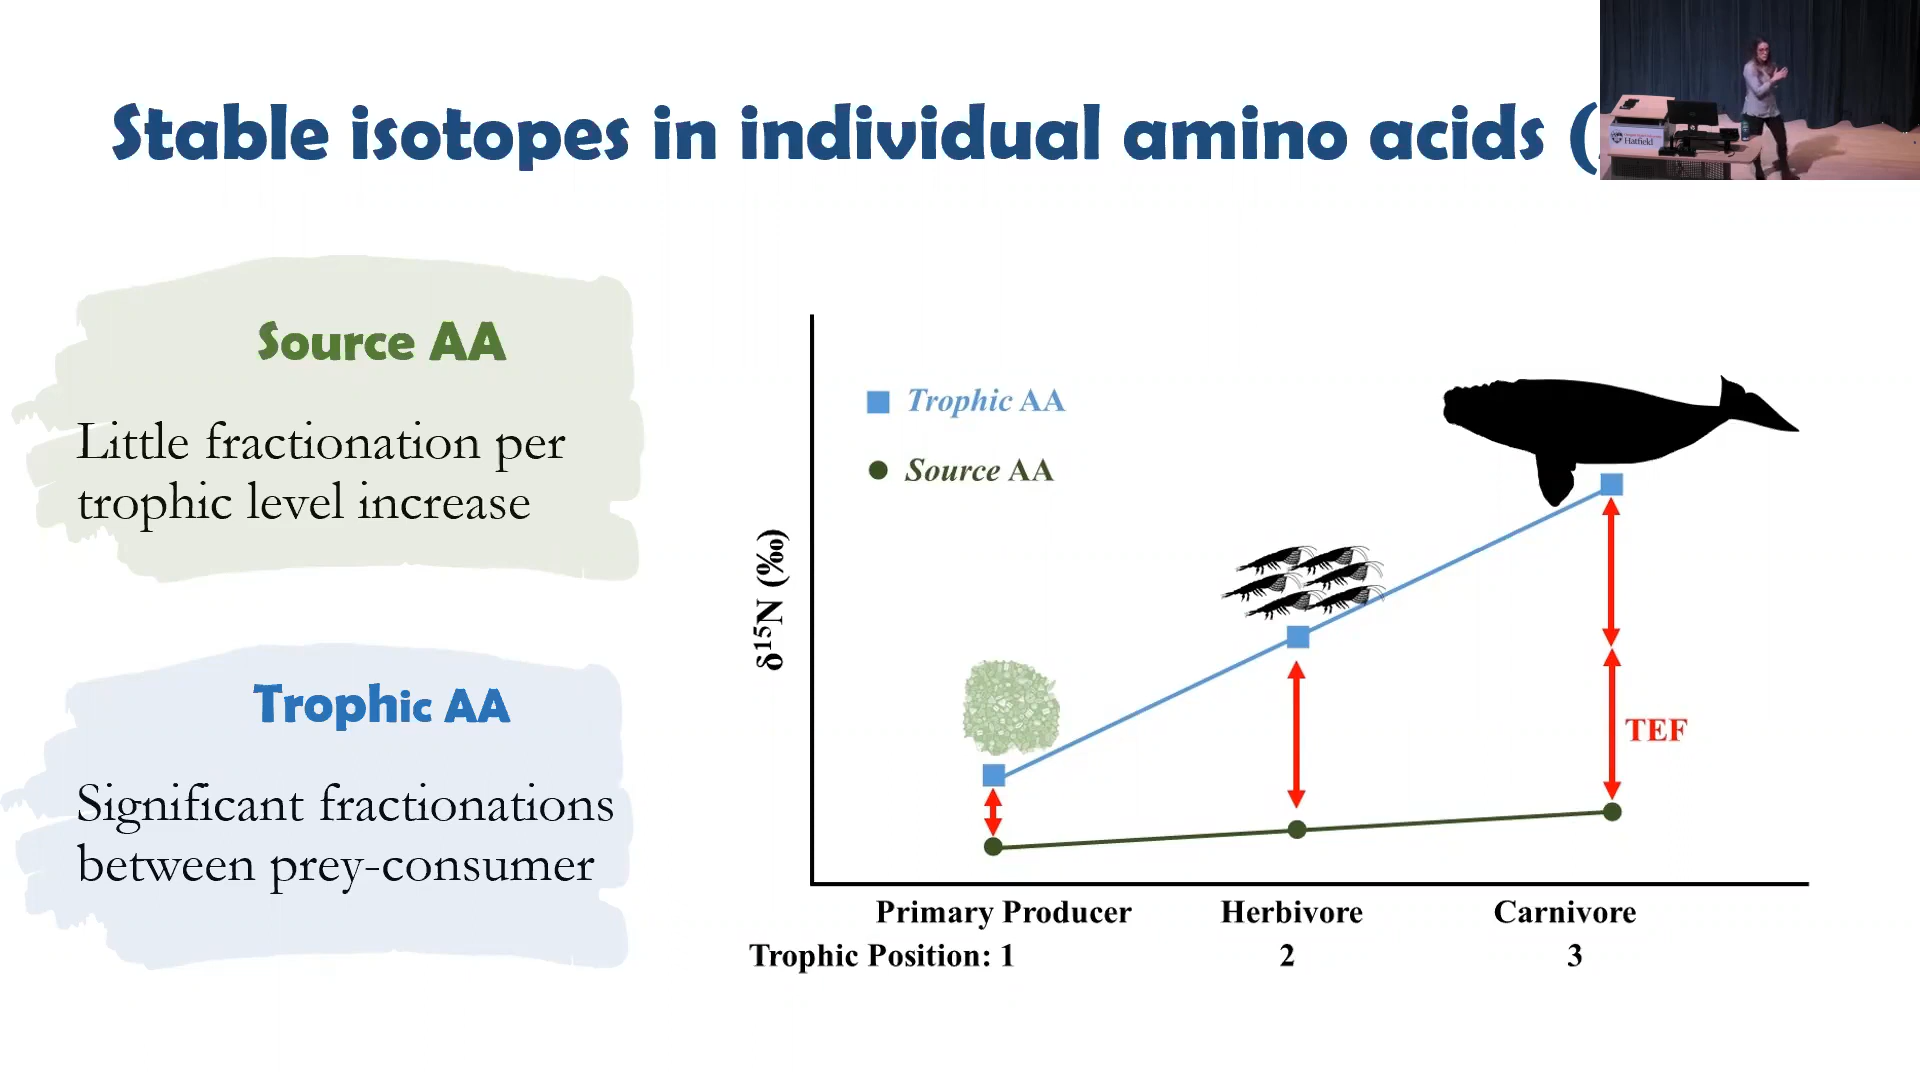 Stable isotopes in individual amino acids (
Hatfield
Source AA
Little fractionation per
trophic level increase
Trophic AA
Significant fractionations
between prey-consumer
Trophic AA
Source AA
δ¹⁵N (‰)
TEF
Primary Producer Herbivore Carnivore
Trophic Position: 1 2 3